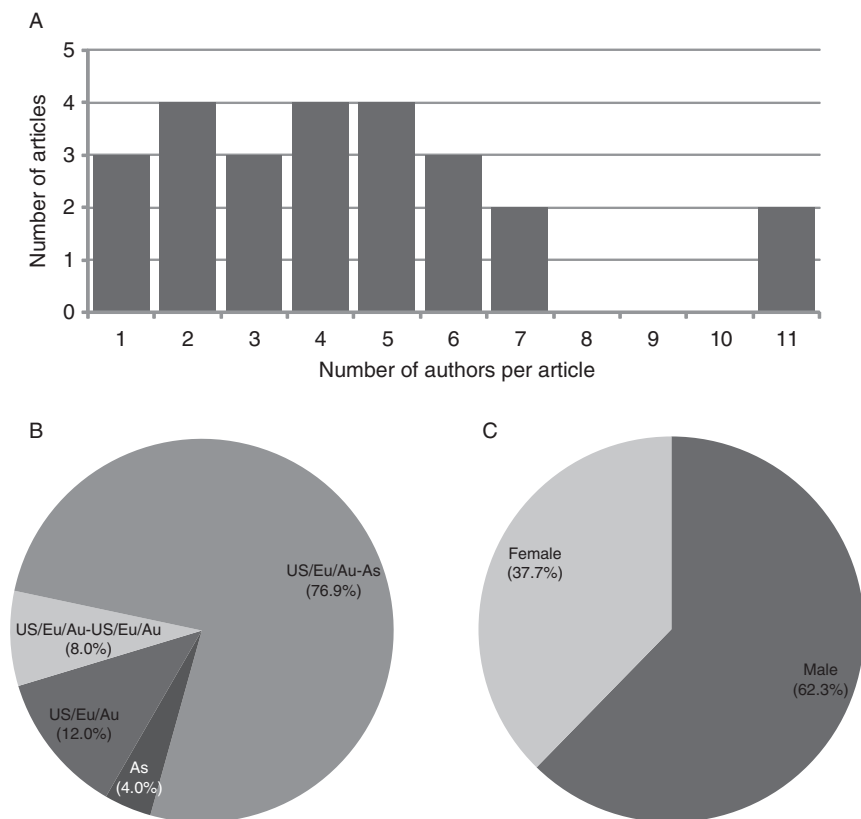 A
5
4
3
2
1
0
Number of articles
1 2 3 4 5 6 7 8 9 10 11
Number of authors per article
B
US/Eu/Au-As
(76.9%)
US/Eu/Au-US/Eu/Au
(8.0%)
US/Eu/Au
(12.0%)
As
(4.0%)
C
Female
(37.7%)
Male
(62.3%)